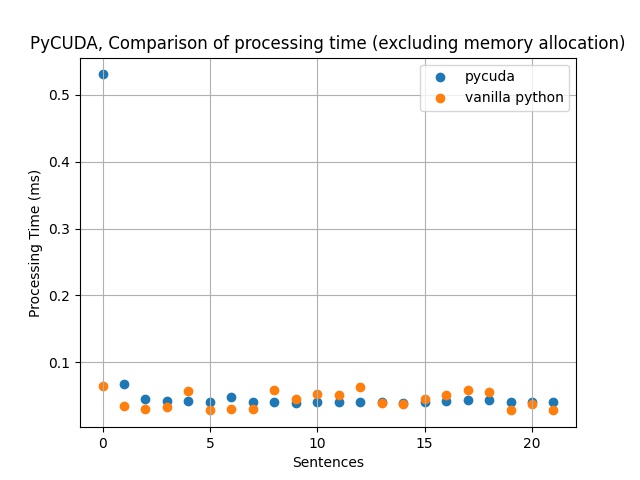 PyCUDA, Comparison of processing time (excluding memory allocation)
pycuda
vanilla python
0.5
0.4
0.3
0.2
0.1
Processing Time (ms)
0 5 10 15 20
Sentences